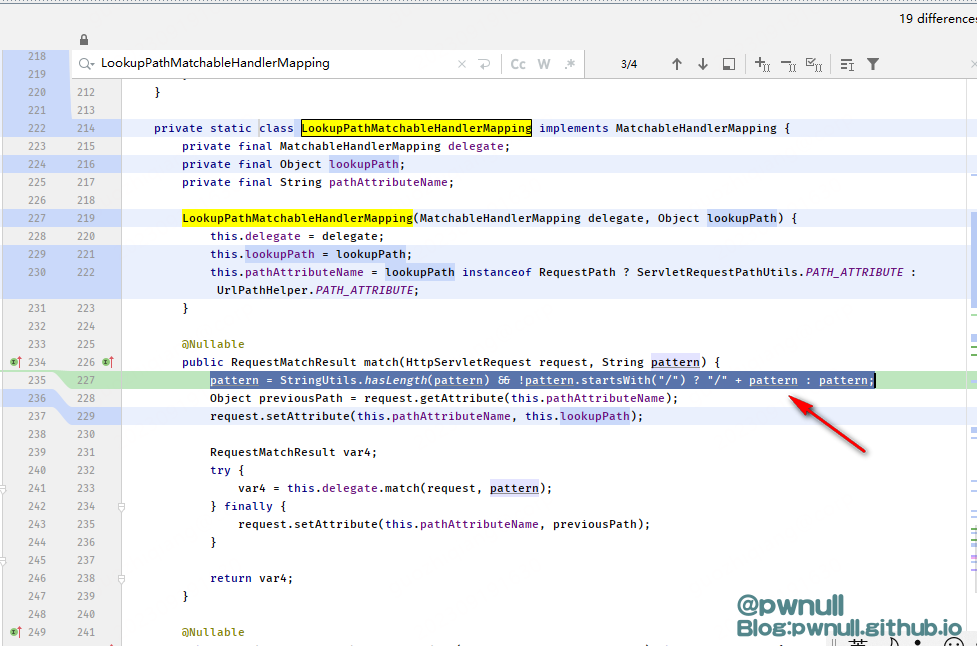 19 differences
LookupPathMatchableHandlerMapping Cc W .* 3/4
218
219
220 212 }
221 213
222 214 private static class LookupPathMatchableHandlerMapping implements MatchableHandlerMapping {
223 215 private final MatchableHandlerMapping delegate;
224 216 private final Object lookupPath;
225 217 private final String pathAttributeName;
226 218
227 219 LookupPathMatchableHandlerMapping(MatchableHandlerMapping delegate, Object lookupPath) {
228 220 this.delegate = delegate;
229 221 this.lookupPath = lookupPath;
230 222 this.pathAttributeName = lookupPath instanceof RequestPath ? ServletRequestPathUtils.PATH_ATTRIBUTE :
UrlPathHelper.PATH_ATTRIBUTE;
231 223 }
232 224
233 225 @Nullable
234 226 public RequestMatchResult match(HttpServletRequest request, String pattern) {
235 227 pattern = StringUtils.hasLength(pattern) && !pattern.startsWith("/") ? "/" + pattern : pattern;
236 228 Object previousPath = request.getAttribute(this.pathAttributeName);
237 229 request.setAttribute(this.pathAttributeName, this.lookupPath);
238 230
239 231 RequestMatchResult var4;
240 232 try {
241 233 var4 = this.delegate.match(request, pattern);
242 234 } finally {
243 235 request.setAttribute(this.pathAttributeName, previousPath);
244 236 }
245 237
246 238 return var4;
247 239 }
248 240
249 241 @Nullable
@pwnull
Blog:pwnull.github.io
英